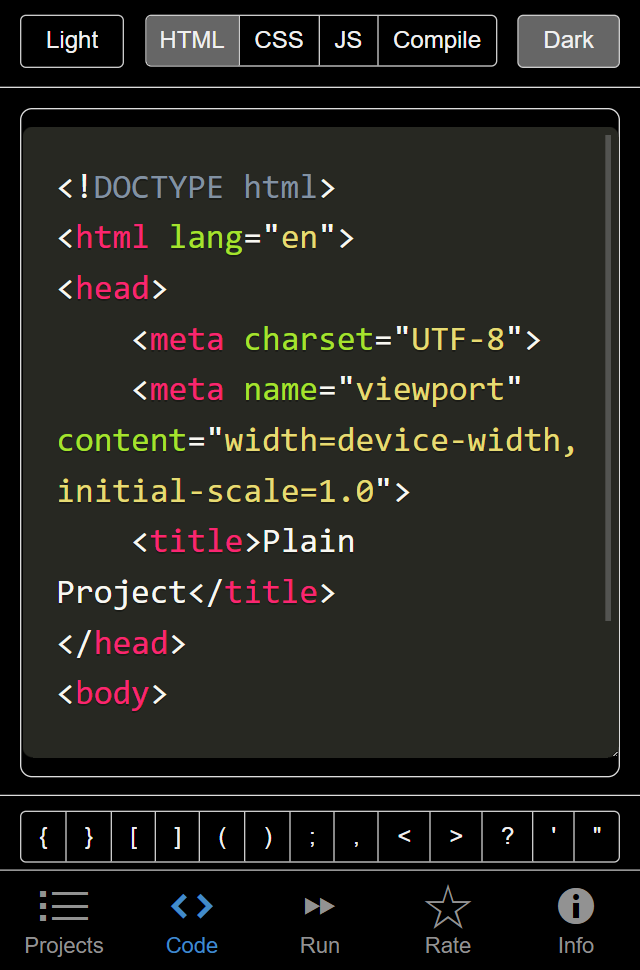 Light HTML CSS JS Compile Dark
<!DOCTYPE html>
<html lang="en">
<head>
    <meta charset="UTF-8">
    <meta name="viewport"
content="width=device-width,
initial-scale=1.0">
    <title>Plain
Project</title>
</head>
<body>
{ } [ ] ( ) ; , < > ? ' "
Projects Code Run Rate Info